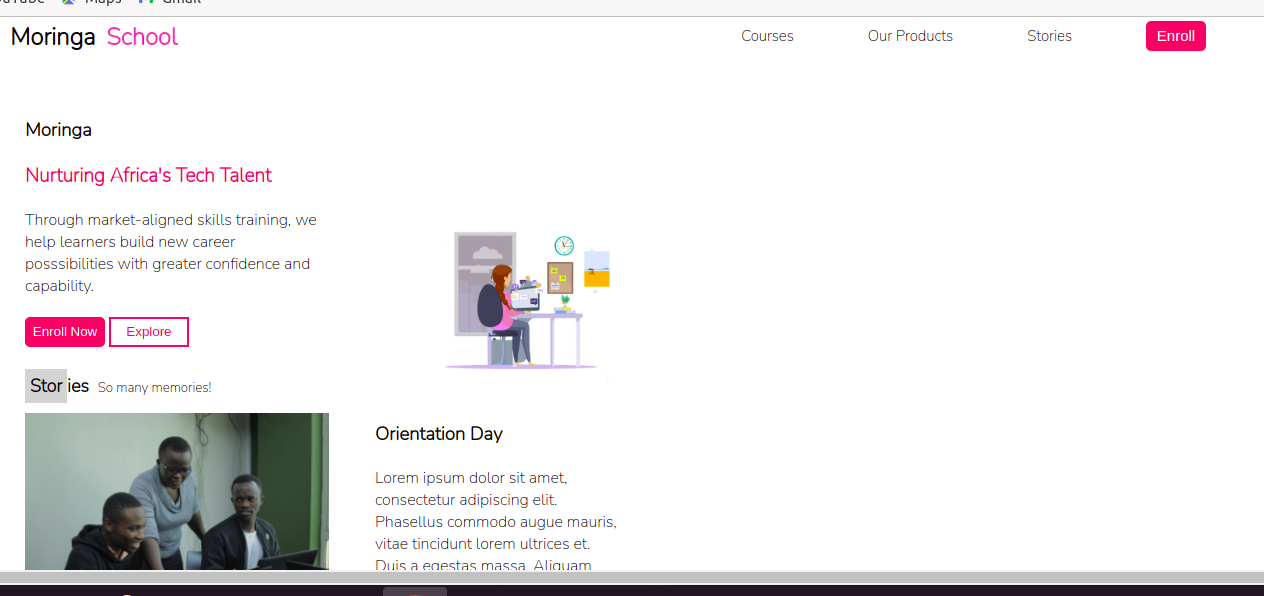 Maps
Gmail
Moringa School
Courses
Our Products
Stories
Enroll
Moringa
Nurturing Africa's Tech Talent
Through market-aligned skills training, we
help learners build new career
posssibilities with greater confidence and
capability.
Enroll Now
Explore
Stories So many memories!
Orientation Day
Lorem ipsum dolor sit amet,
consectetur adipiscing elit.
Phasellus commodo augue mauris,
vitae tincidunt lorem ultrices et.
Duis a egestas massa. Aliquam